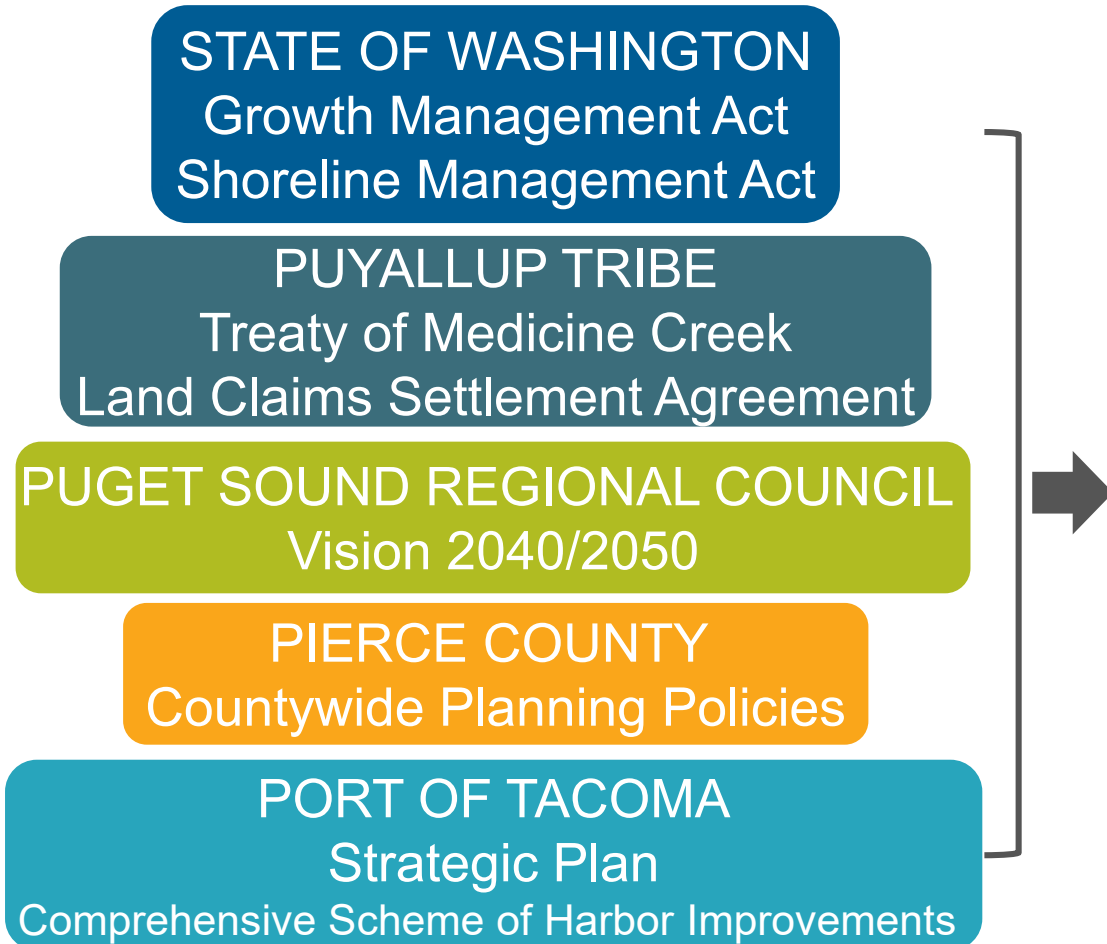 STATE OF WASHINGTON
Growth Management Act
Shoreline Management Act
PUYALLUP TRIBE
Treaty of Medicine Creek
Land Claims Settlement Agreement
PUGET SOUND REGIONAL COUNCIL
Vision 2040/2050
PIERCE COUNTY
Countywide Planning Policies
PORT OF TACOMA
Strategic Plan
Comprehensive Scheme of Harbor Improvements